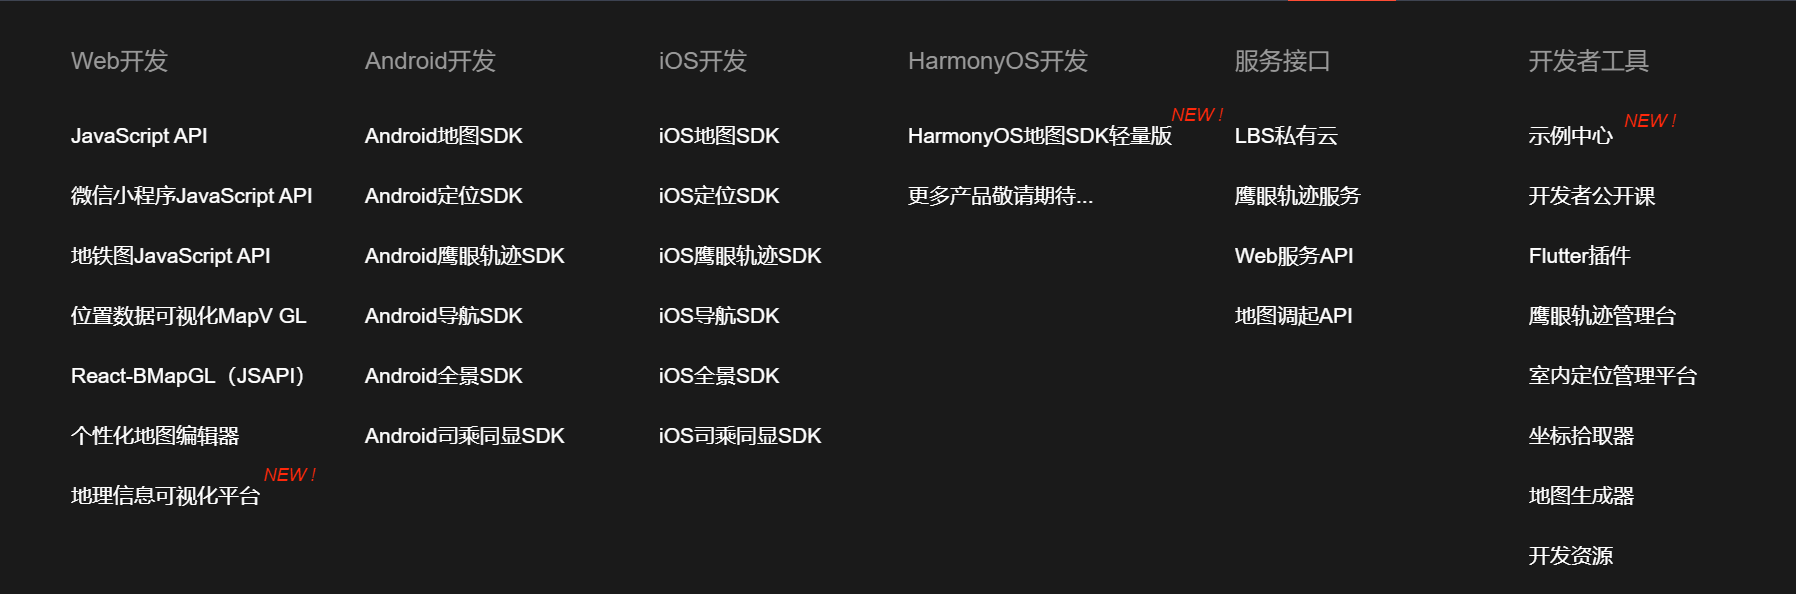 Web开发
JavaScript API
微信小程序JavaScript API
地铁图JavaScript API
位置数据可视化MapV GL
React-BMapGL（JSAPI）
个性化地图编辑器
地理信息可视化平台 NEW !
Android开发
Android地图SDK
Android定位SDK
Android鹰眼轨迹SDK
Android导航SDK
Android全景SDK
Android司乘同显SDK
iOS开发
iOS地图SDK
iOS定位SDK
iOS鹰眼轨迹SDK
iOS导航SDK
iOS全景SDK
iOS司乘同显SDK
HarmonyOS开发
HarmonyOS地图SDK轻量版 NEW !
更多产品敬请期待...
服务接口
LBS私有云
鹰眼轨迹服务
Web服务API
地图调起API
开发者工具
示例中心 NEW !
开发者公开课
Flutter插件
鹰眼轨迹管理台
室内定位管理平台
坐标拾取器
地图生成器
开发资源